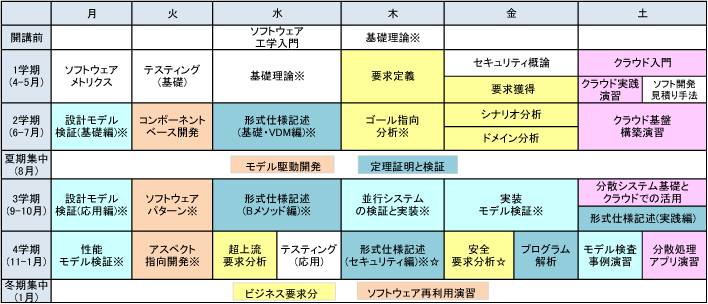 月 火 水 木 金 土
開講前
ソフトウェア
工学入門
基礎理論※
1学期
(4-5月)
ソフトウェア
メトリクス
テスティング
(基礎)
基礎理論※
要求定義
セキュリティ概論
要求獲得
クラウド入門
クラウド実践
演習
ソフト開発
見積り手法
2学期
(6-7月)
設計モデル
検証(基礎編)※
コンポーネント
ベース開発
形式仕様記述
(基礎・VDM編)※
ゴール指向
分析※
シナリオ分析
ドメイン分析
クラウド基盤
構築演習
夏期集中
(8月)
モデル駆動開発
定理証明と検証
3学期
(9-10月)
設計モデル
検証(応用編)※
ソフトウェア
パターン※
形式仕様記述
(Bメソッド編)※
並行システム
の検証と実装※
実装
モデル検証※
分散システム基礎と
クラウドでの活用
形式仕様記述(実践編)
4学期
(11-1月)
性能
モデル検証※
アスペクト
指向開発※
超上流
要求分析
テスティング
(応用)
形式仕様記述
(セキュリティ編)※☆
安全
要求分析☆
プログラム
解析
モデル検査
事例演習
分散処理
アプリ演習
冬期集中
(1月)
ビジネス要求分
ソフトウェア再利用演習